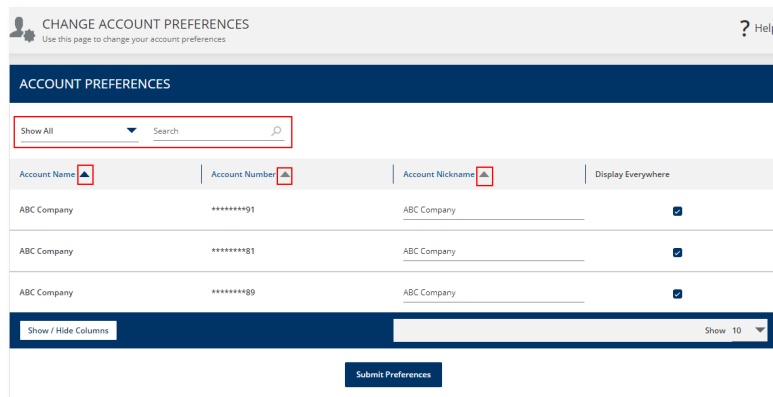 CHANGE ACCOUNT PREFERENCES
Use this page to change your account preferences
? Help
ACCOUNT PREFERENCES
Show All Search
Account Name Account Number Account Nickname Display Everywhere
ABC Company ********91 ABC Company
ABC Company ********81 ABC Company
ABC Company ********89 ABC Company
Show / Hide Columns Show 10
Submit Preferences